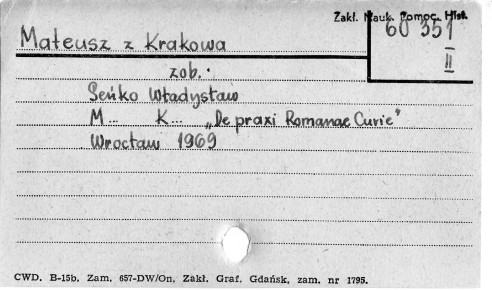 Zakł. Nauk. Pomoc. Hist.
60 351
II
Mateusz z Krakowa
zob.
Seńko Władysław
M... K... „De praxi Romanae Curie"
Wrocław 1969
CWD. B-15b. Zam. 657-DW/On. Zakł. Graf. Gdańsk, zam. nr 1795.